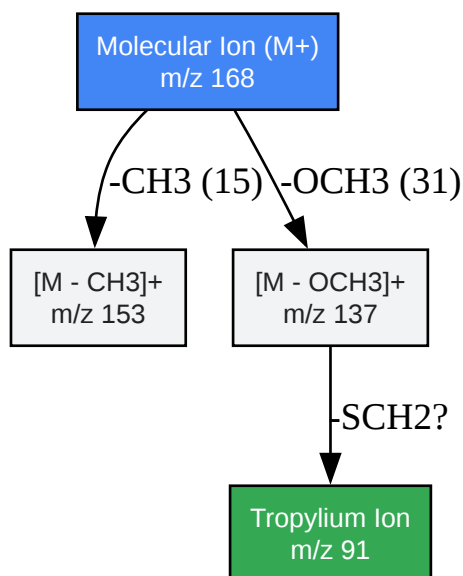 Molecular Ion (M+)
m/z 168
-CH3 (15)
-OCH3 (31)
[M - CH3]+
m/z 153
[M - OCH3]+
m/z 137
-SCH2?
Tropylium Ion
m/z 91